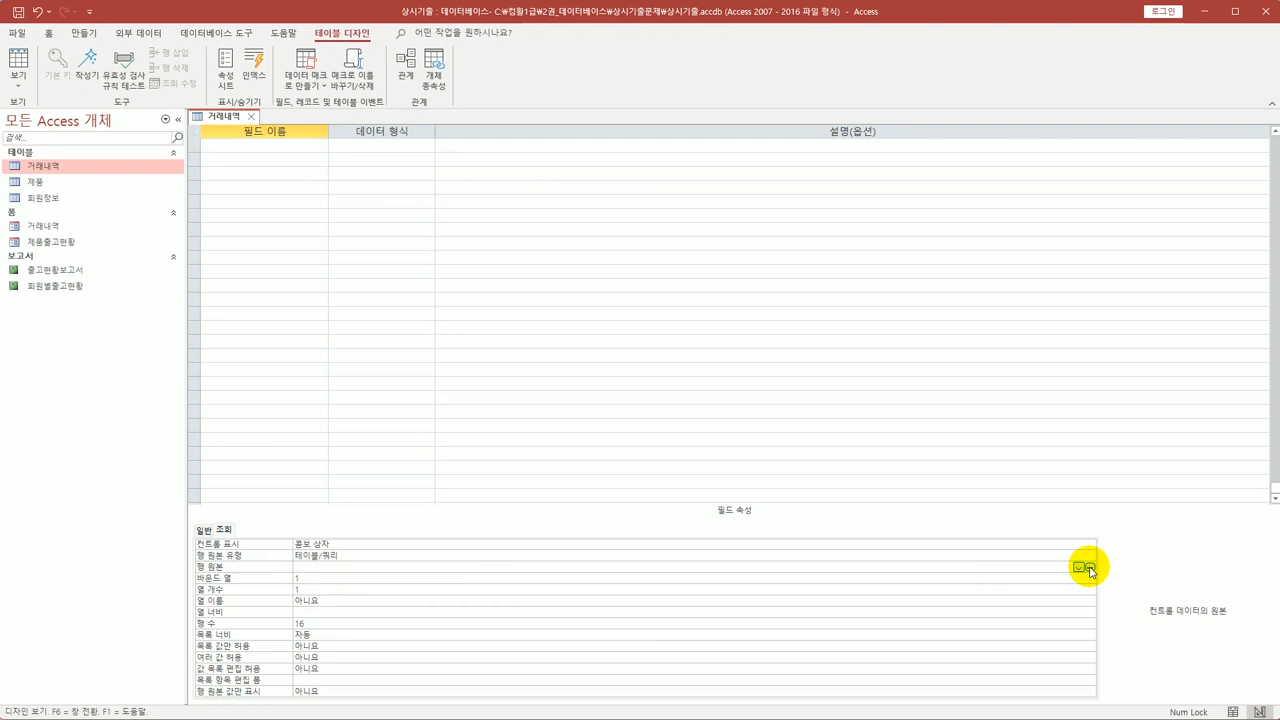 상시기술 : 데이터베이스- C:₩컴활1급₩2권_데이터베이스₩상시기술문제₩상시기술.accdb (Access 2007 - 2016 파일 형식) - Access
로그인
파일 홈 만들기 외부 데이터 데이터베이스 도구 도움말 테이블 디자인 어떤 작업을 원하시나요?
보기
기본 키
작성기
유효성 검사
규칙 테스트
행 삽입
행 삭제
조회 수정
속성
시트
인덱스
데이터 매크
로 만들기
매크로 이름
바꾸기/삭제
관계
개체
종속성
보기 도구 표시/숨기기 필드, 레코드 및 테이블 이벤트 관계
모든 Access 개체
검색...
테이블
거래내역
제품
회원정보
폼
거래내역
제품출고현황
보고서
출고현황보고서
회원별출고현황
거래내역
필드 이름 데이터 형식 설명(옵션)
필드 속성
일반 조회
컨트롤 표시 콤보 상자
행 원본 유형 테이블/쿼리
행 원본
바운드 열 1
열 개수 1
열 이름 아니요
열 너비
행 수 16
목록 너비 자동
목록 값만 허용 아니요
여러 값 허용 아니요
값 목록 편집 허용 아니요
목록 항목 편집 폼
행 원본 값만 표시 아니요
컨트롤 데이터의 원본
디자인 보기. F6 = 창 전환. F1 = 도움말.
Num Lock